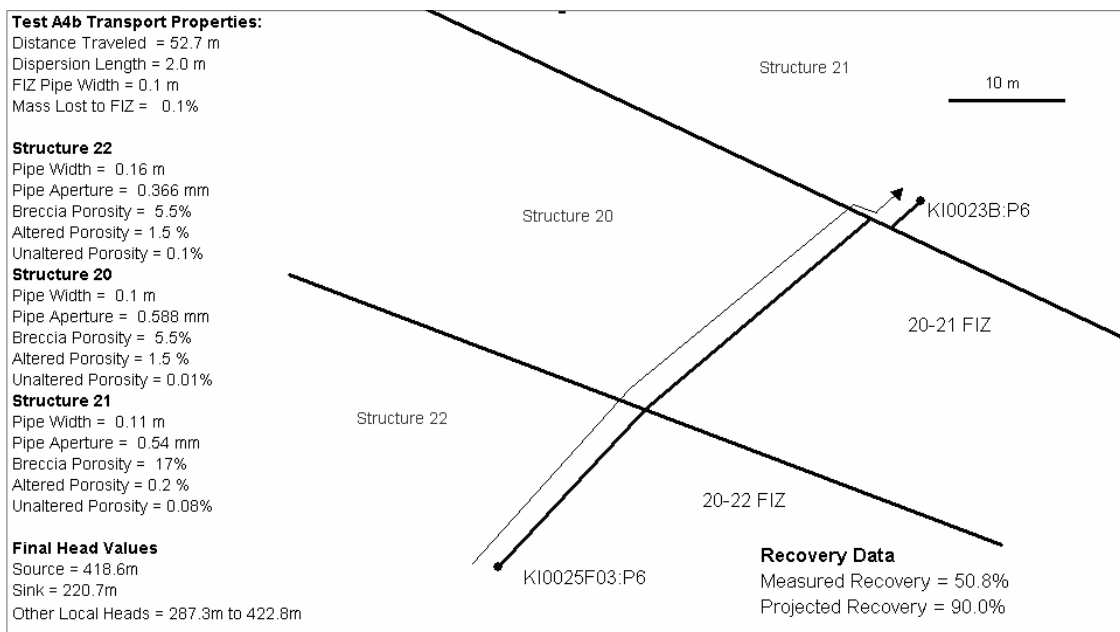 Test A4b Transport Properties:
Distance Traveled = 52.7 m
Dispersion Length = 2.0 m
FIZ Pipe Width = 0.1 m
Mass Lost to FIZ = 0.1%
Structure 22
Pipe Width = 0.16 m
Pipe Aperture = 0.366 mm
Breccia Porosity = 5.5%
Altered Porosity = 1.5 %
Unaltered Porosity = 0.1%
Structure 20
Pipe Width = 0.1 m
Pipe Aperture = 0.588 mm
Breccia Porosity = 5.5%
Altered Porosity = 1.5 %
Unaltered Porosity = 0.01%
Structure 21
Pipe Width = 0.11 m
Pipe Aperture = 0.54 mm
Breccia Porosity = 17%
Altered Porosity = 0.2 %
Unaltered Porosity = 0.08%
Final Head Values
Source = 418.6m
Sink = 220.7m
Other Local Heads = 287.3m to 422.8m
Structure 21
10 m
Structure 20
KI0023B:P6
20-21 FIZ
Structure 22
20-22 FIZ
KI0025F03:P6
Recovery Data
Measured Recovery = 50.8%
Projected Recovery = 90.0%